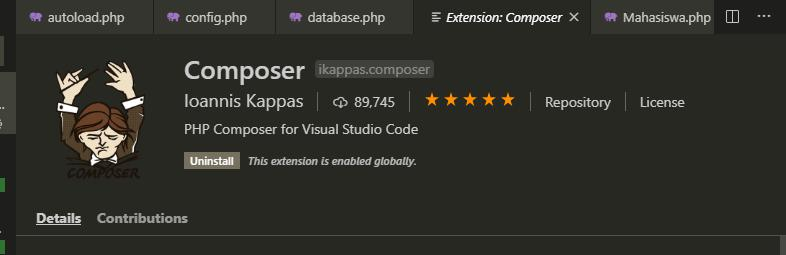 autoload.php config.php database.php Extension: Composer Mahasiswa.php
Composer ikappas.composer
Ioannis Kappas 89,745 Repository License
PHP Composer for Visual Studio Code
Uninstall This extension is enabled globally.
COMPOSER
Details Contributions